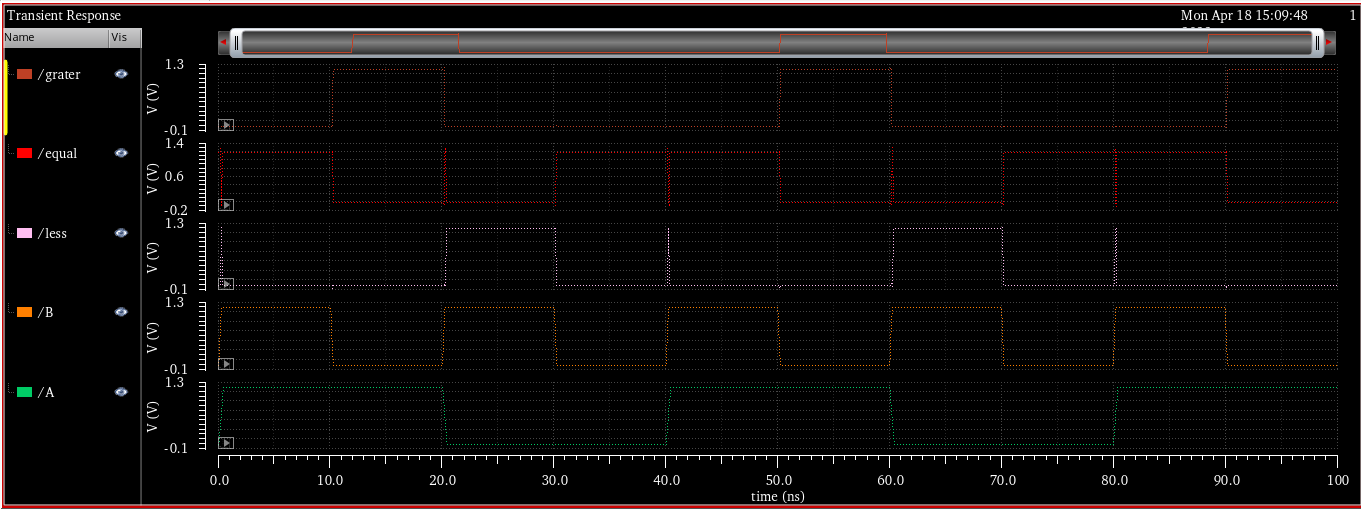 Transient Response
Mon Apr 18 15:09:48 1
Name Vis
/grater
/equal
/less
/B
/A
1.3
V (V)
-0.1
1.4
V (V)
0.6
-0.2
1.3
V (V)
-0.1
1.3
V (V)
-0.1
1.3
V (V)
-0.1
0.0 10.0 20.0 30.0 40.0 50.0 60.0 70.0 80.0 90.0 100
time (ns)